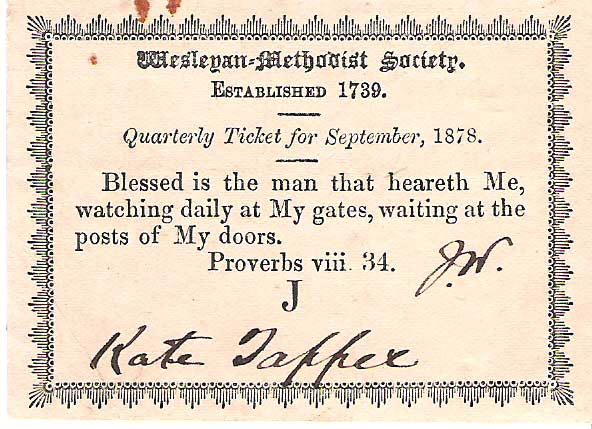 Wesleyan-Methodist Society.
ESTABLISHED 1739.
Quarterly Ticket for September, 1878.
Blessed is the man that heareth Me,
watching daily at My gates, waiting at the
posts of My doors.
Proverbs viii. 34.
J.W.
J
Kate Tapper